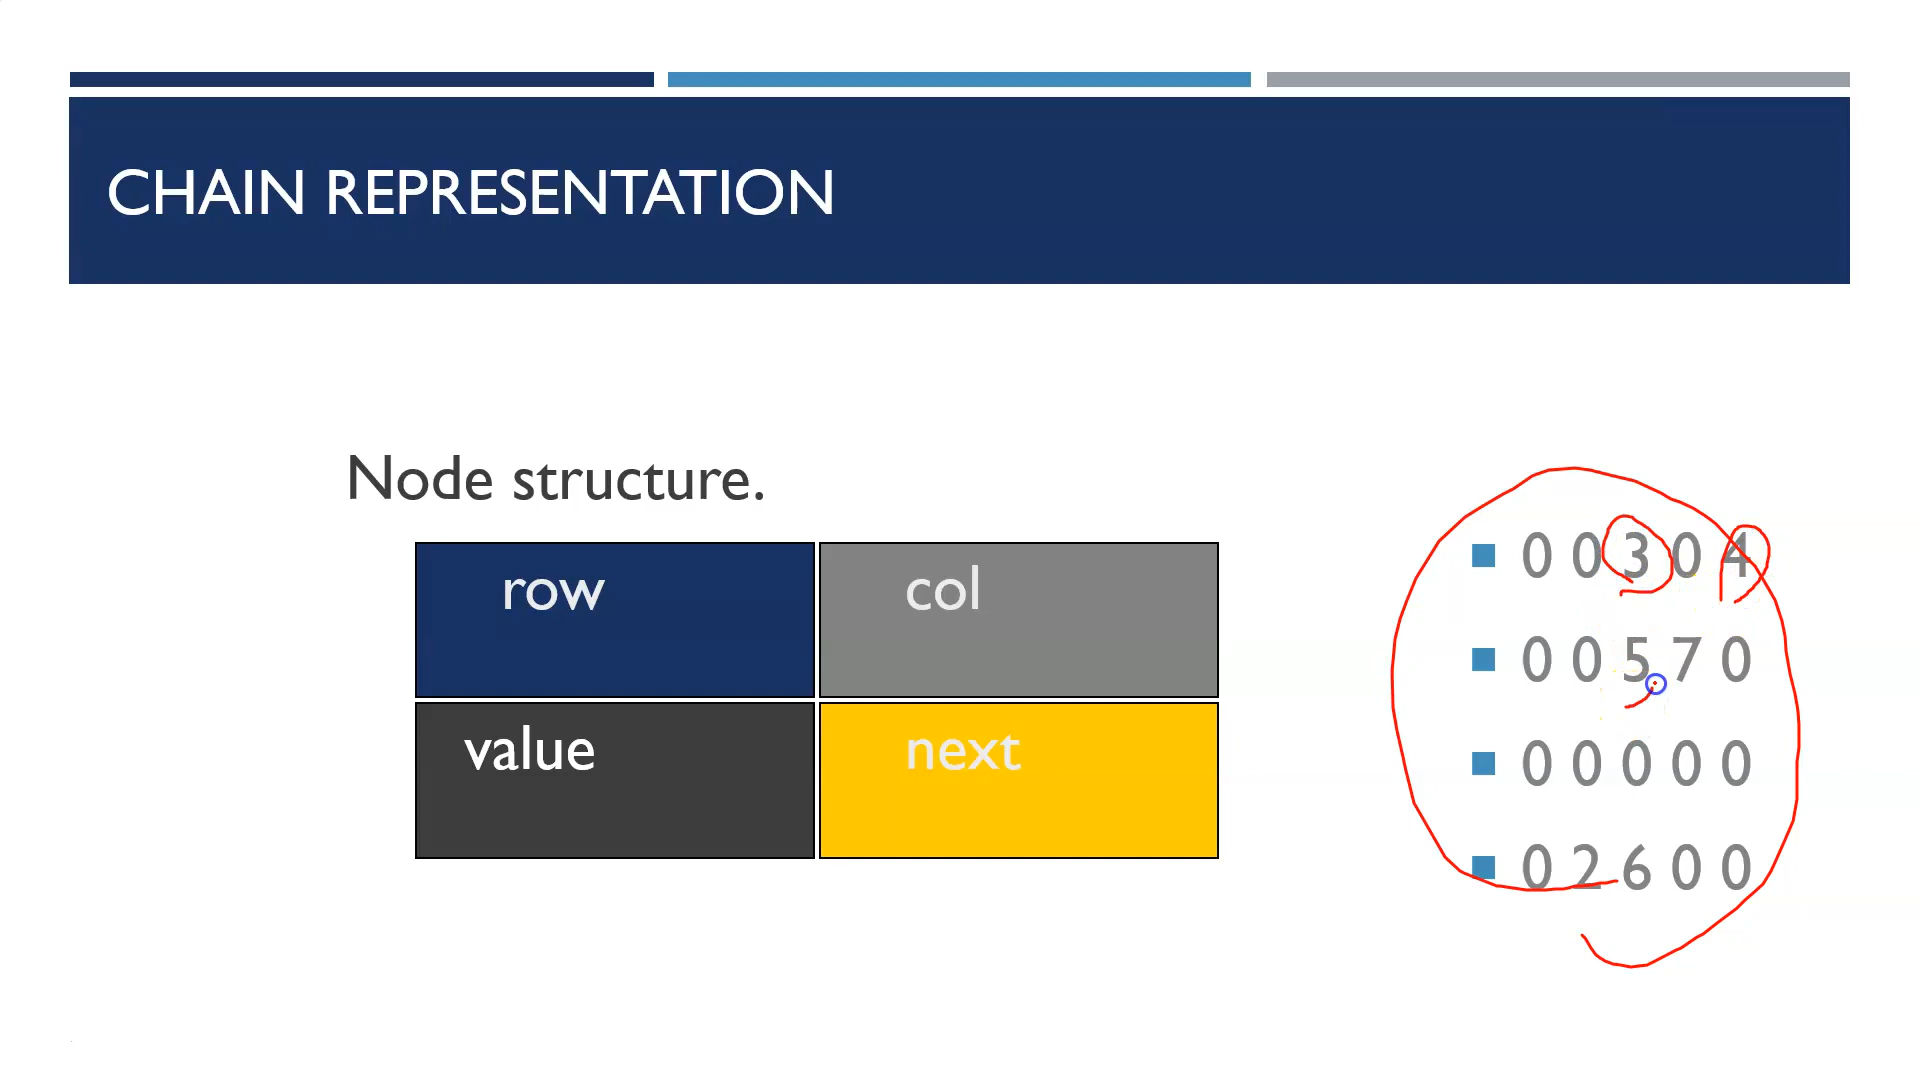 CHAIN REPRESENTATION
Node structure.
row col
value next
0 0 3 0 4
0 0 5 7 0
0 0 0 0 0
0 2 6 0 0